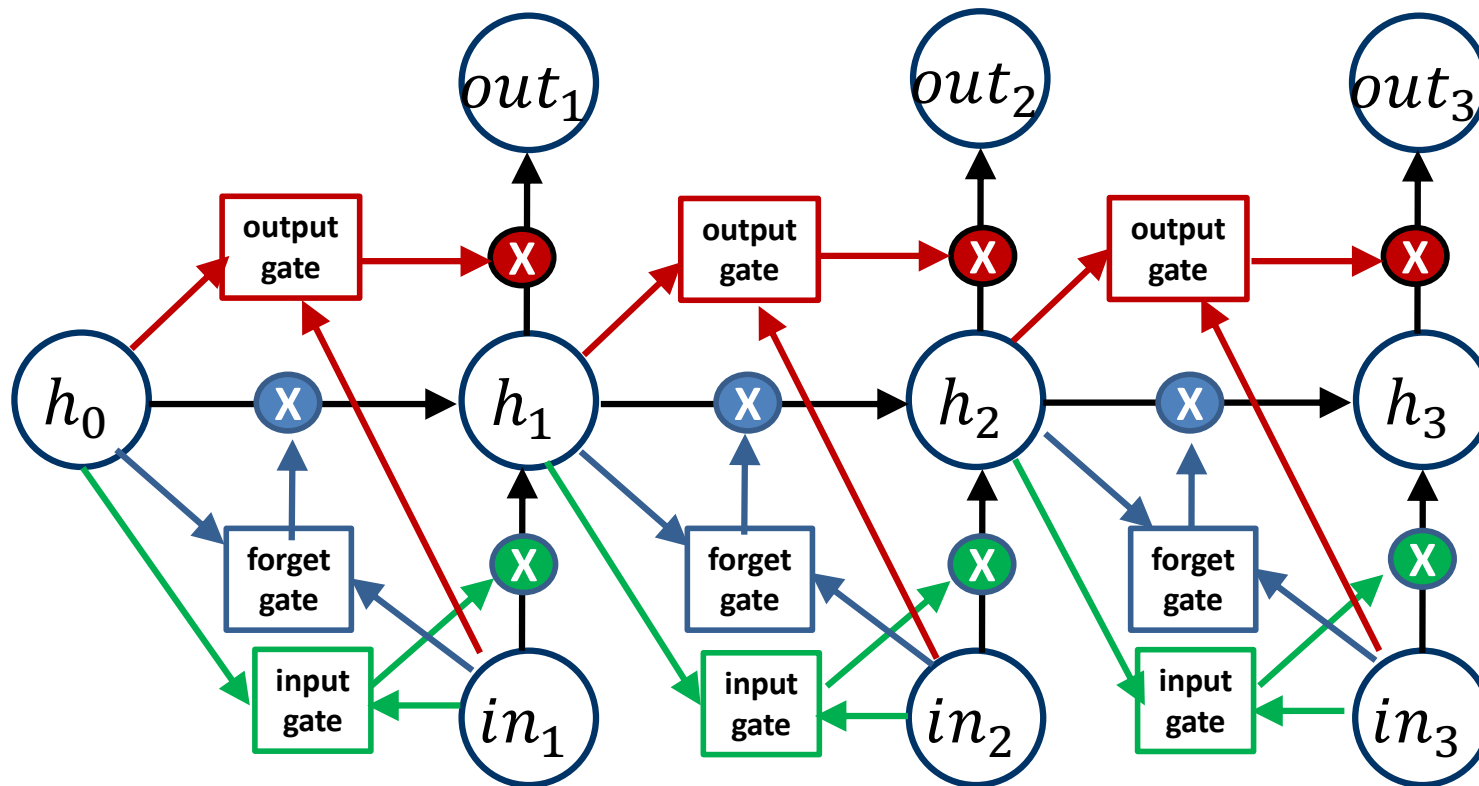 out₁
out₂
out₃
output
gate
X
output
gate
X
output
gate
X
h₀
X
h₁
X
h₂
X
h₃
forget
gate
X
forget
gate
X
forget
gate
X
input
gate
in₁
input
gate
in₂
input
gate
in₃